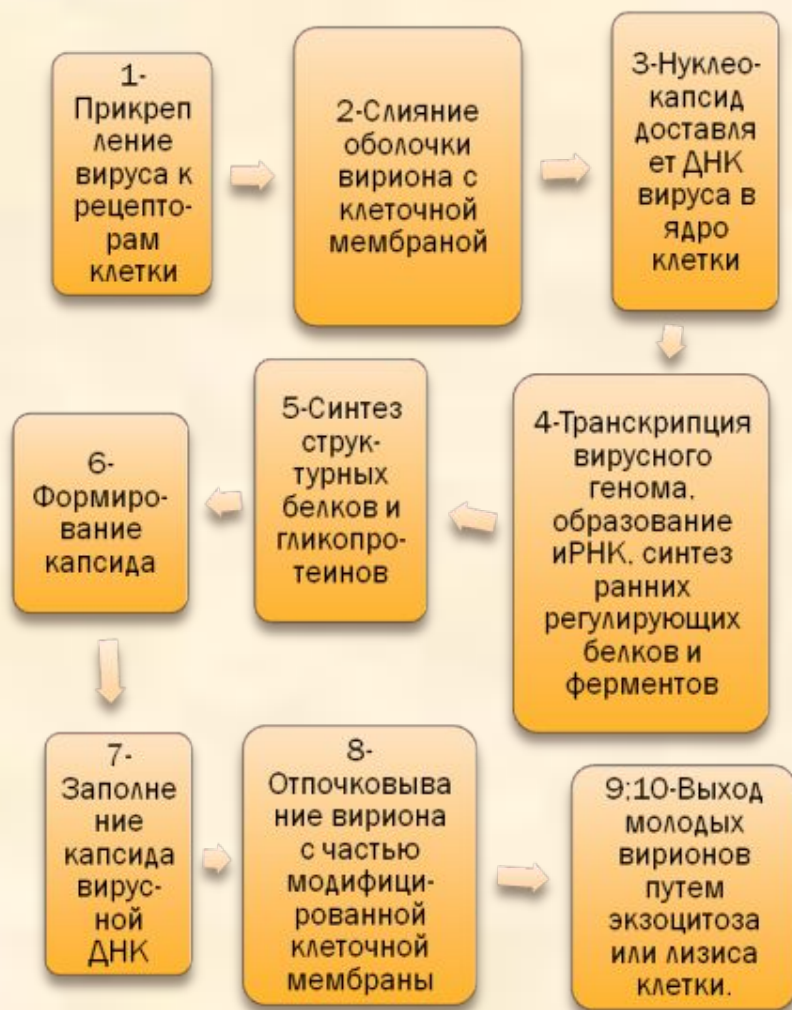 1-
Прикреп
ление
вируса к
рецепто-
рам
клетки
2-Слияние
оболочки
вириона с
клеточной
мембраной
3-Нуклео-
капсид
доставля
ет ДНК
вируса в
ядро
клетки
4-Транскрипция
вирусного
генома,
образование
иРНК, синтез
ранних
регулирующих
белков и
ферментов
5-Синтез
струк-
турных
белков и
гликопро-
теинов
6-
Формиро-
вание
капсида
7-
Заполне
ние
капсида
вирус-
ной
ДНК
8-
Отпочковыва
ние вириона
с частью
модифици-
рованной
клеточной
мембраны
9;10-Выход
молодых
вирионов
путем
экзоцитоза
или лизиса
клетки.